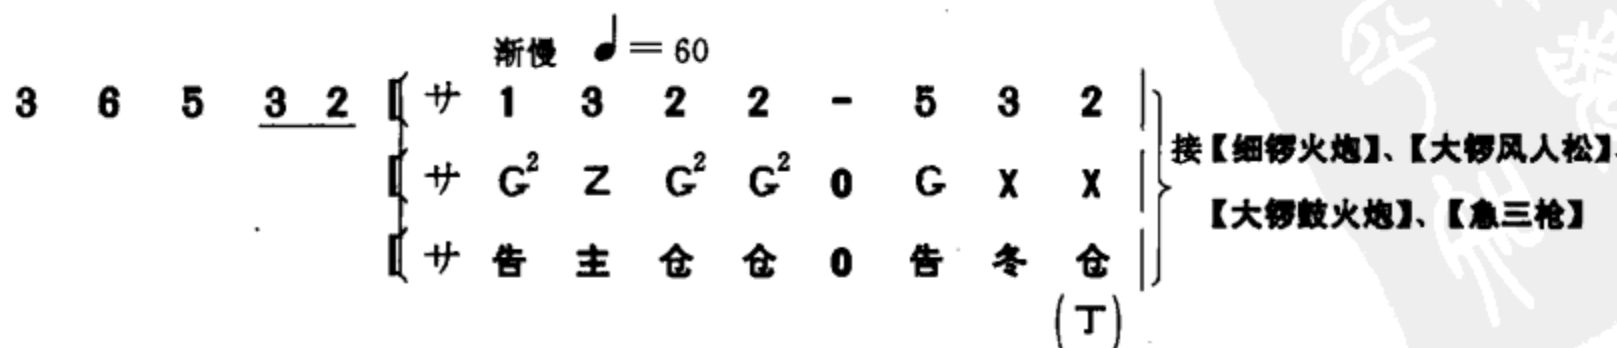 渐慢 ♩= 60
3 6 5 3 2 サ 1 3 2 2 - 5 3 2
サ G² Z G² G² 0 G X X
接【细锣火炮】、【大锣风人松】、
【大锣鼓火炮】、【急三枪】
サ 告 主 仓 仓 0 告 冬 仓
(丁)